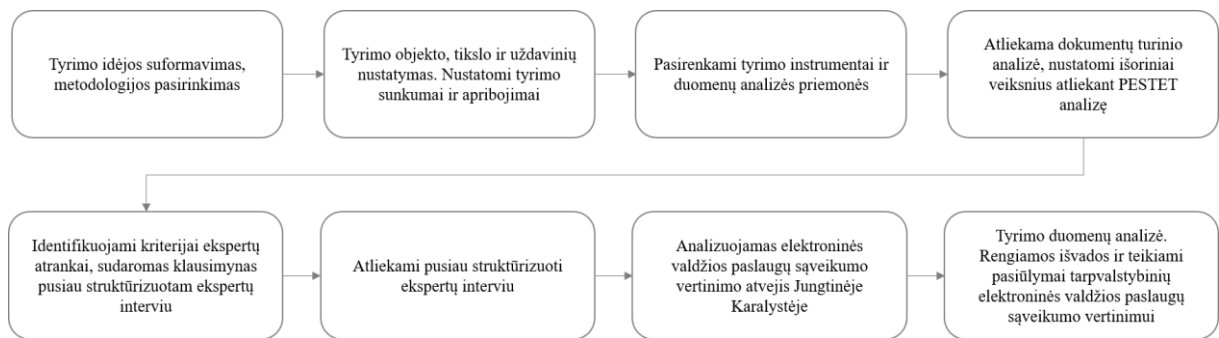 Tyrimo idėjos suformavimas,
metodologijos pasirinkimas
Tyrimo objekto, tikslo ir uždavinių
nustatymas. Nustatomi tyrimo
sunkumai ir apribojimai
Pasirenkami tyrimo instrumentai ir
duomenų analizės priemonės
Atliekama dokumentų turinio
analizė, nustatomi išoriniai
veiksnius atliekant PESTET
analizę
Identifikuojami kriterijai ekspertų
atrankai, sudaromas klausimynas
pusiau struktūrizuotam ekspertų
interviu
Atliekami pusiau struktūrizuoti
ekspertų interviu
Analizuojamas elektroninės
valdžios paslaugų sąveikumo
vertinimo atvejis Jungtinėje
Karalystėje
Tyrimo duomenų analizė.
Rengiamos išvados ir teikiami
pasiūlymai tarpvalstybinių
elektroninės valdžios paslaugų
sąveikumo vertinimui